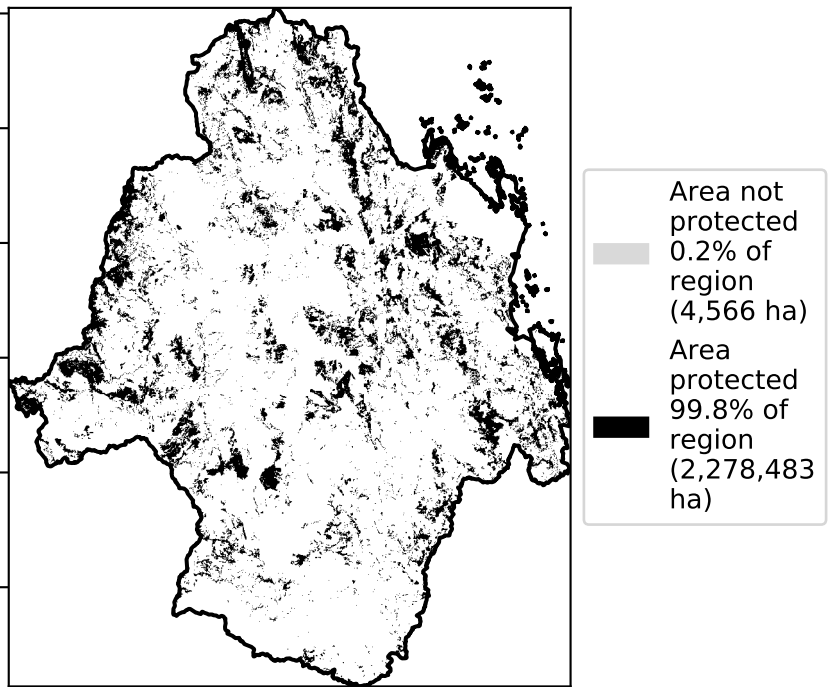 Area not
protected
0.2% of
region
(4,566 ha)
Area
protected
99.8% of
region
(2,278,483
ha)